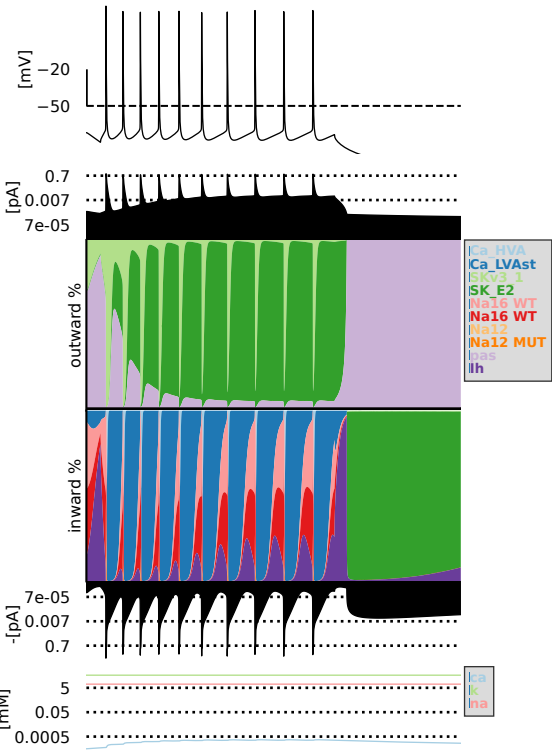 [mV]
−20
−50
[pA]
0.7
0.007
7e-05
outward %
Ca_HVA
Ca_LVAst
SKv3_1
SK_E2
Na16 WT
Na16 WT
Na12
Na12 MUT
pas
Ih
inward %
-[pA]
7e-05
0.007
0.7
[mM]
5
0.05
0.0005
ca
k
na